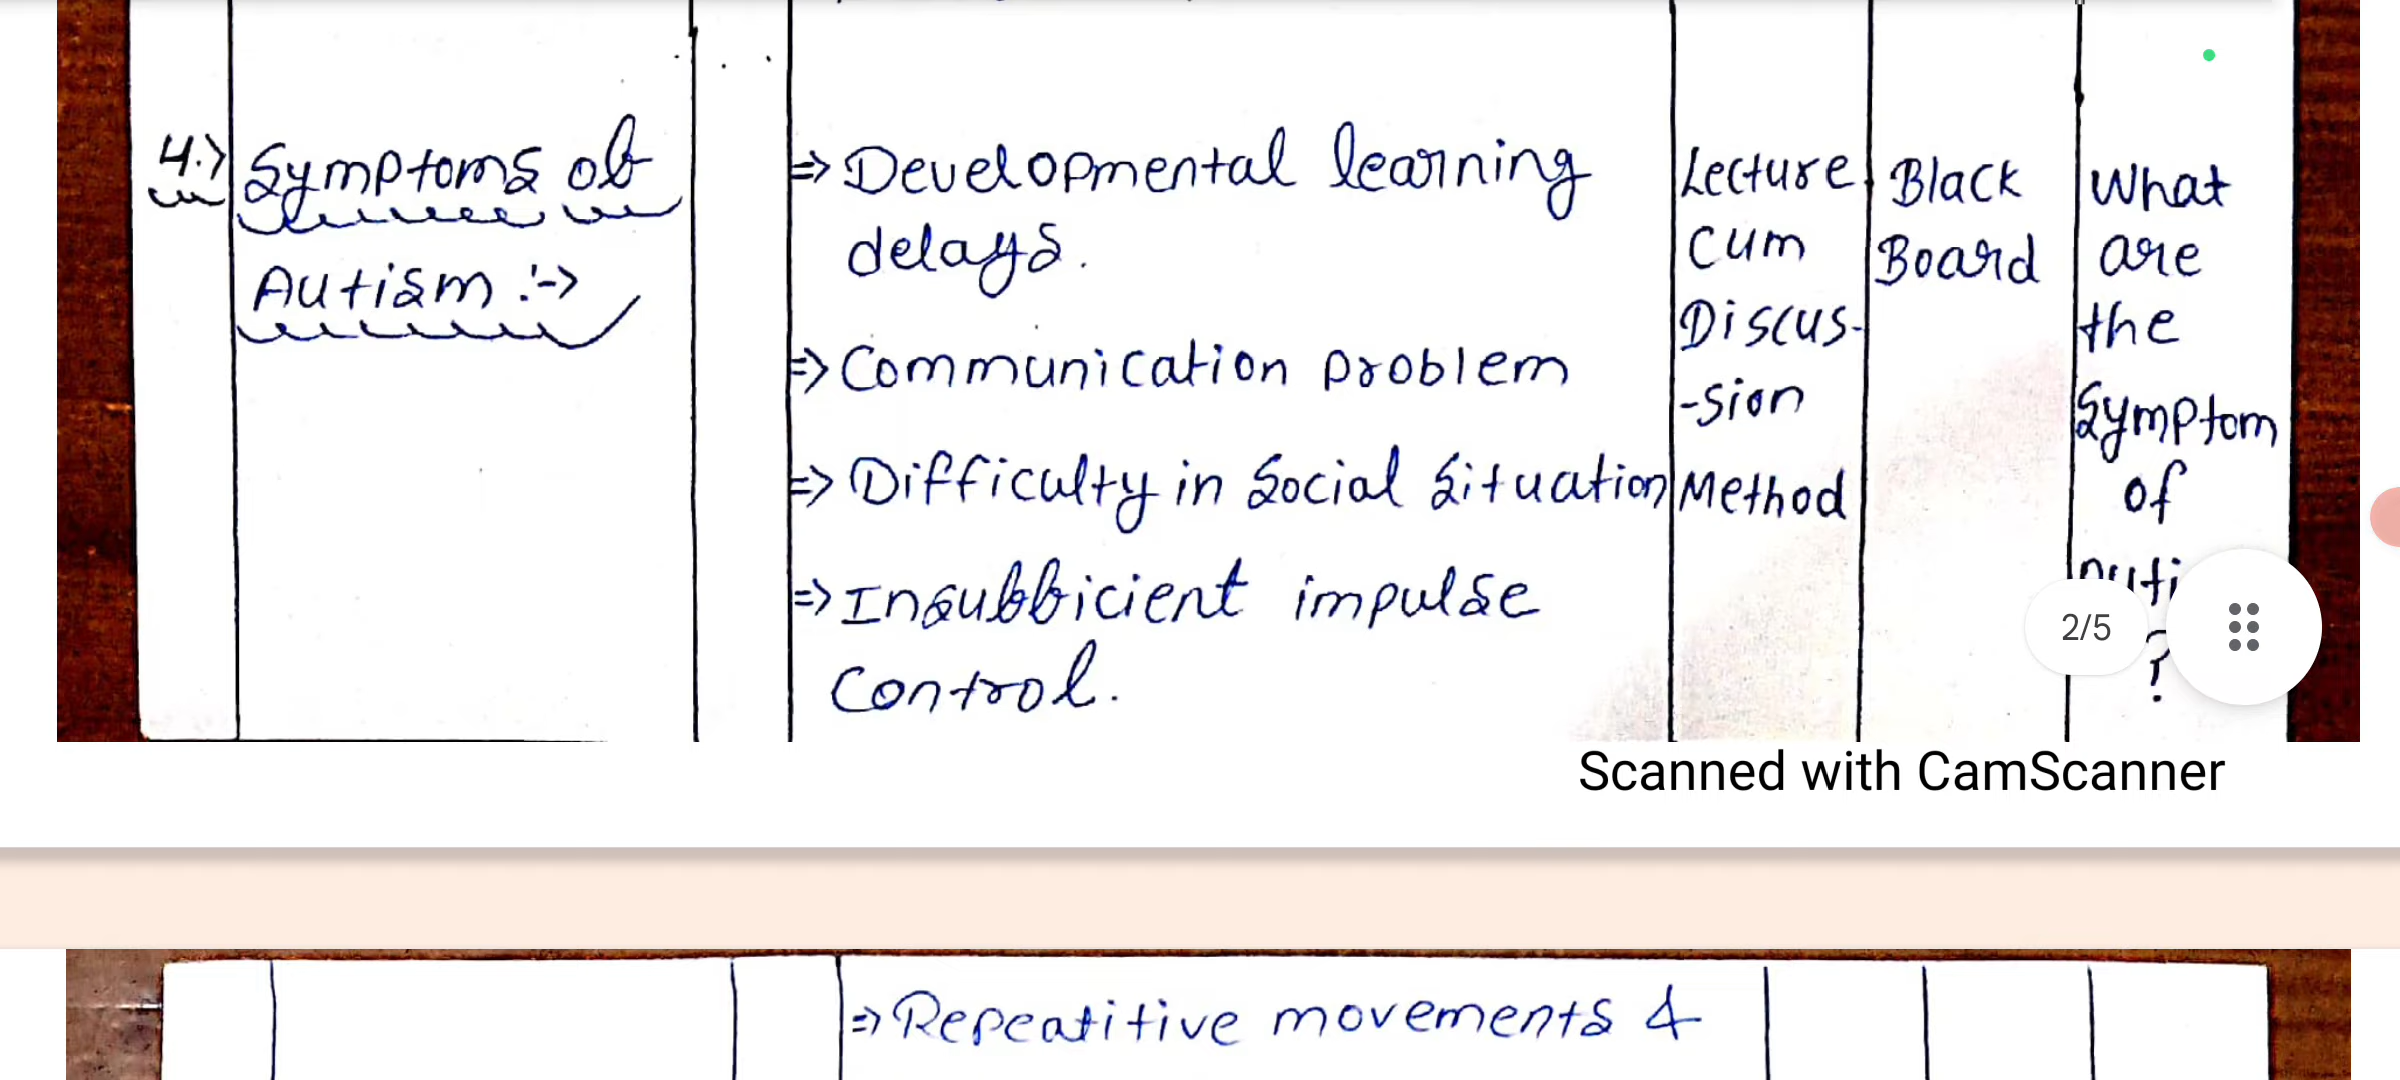 4.) Symptoms of
Autism :->
=> Developmental learning
delays.
=> Communication problem
=> Difficulty in Social Situation
=> Insufficient impulse
Control.
Lecture
Cum
Discus-
-sion
Method
Black
Board
What
are
the
Symptom
of
?
2/5
Scanned with CamScanner
=> Repeatitive movements &